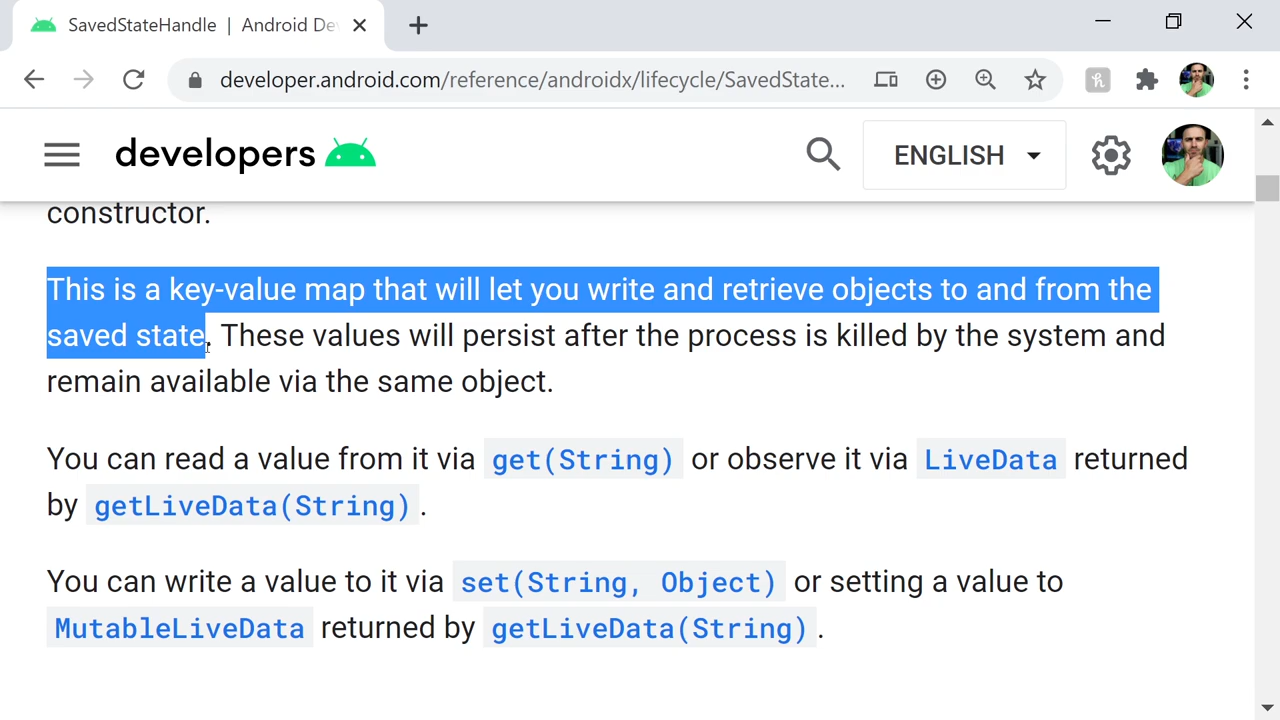 SavedStateHandle | Android De
developer.android.com/reference/androidx/lifecycle/SavedState...
developers
ENGLISH
constructor.
This is a key-value map that will let you write and retrieve objects to and from the
saved state. These values will persist after the process is killed by the system and
remain available via the same object.
You can read a value from it via get(String) or observe it via LiveData returned
by getLiveData(String).
You can write a value to it via set(String, Object) or setting a value to
MutableLiveData returned by getLiveData(String).